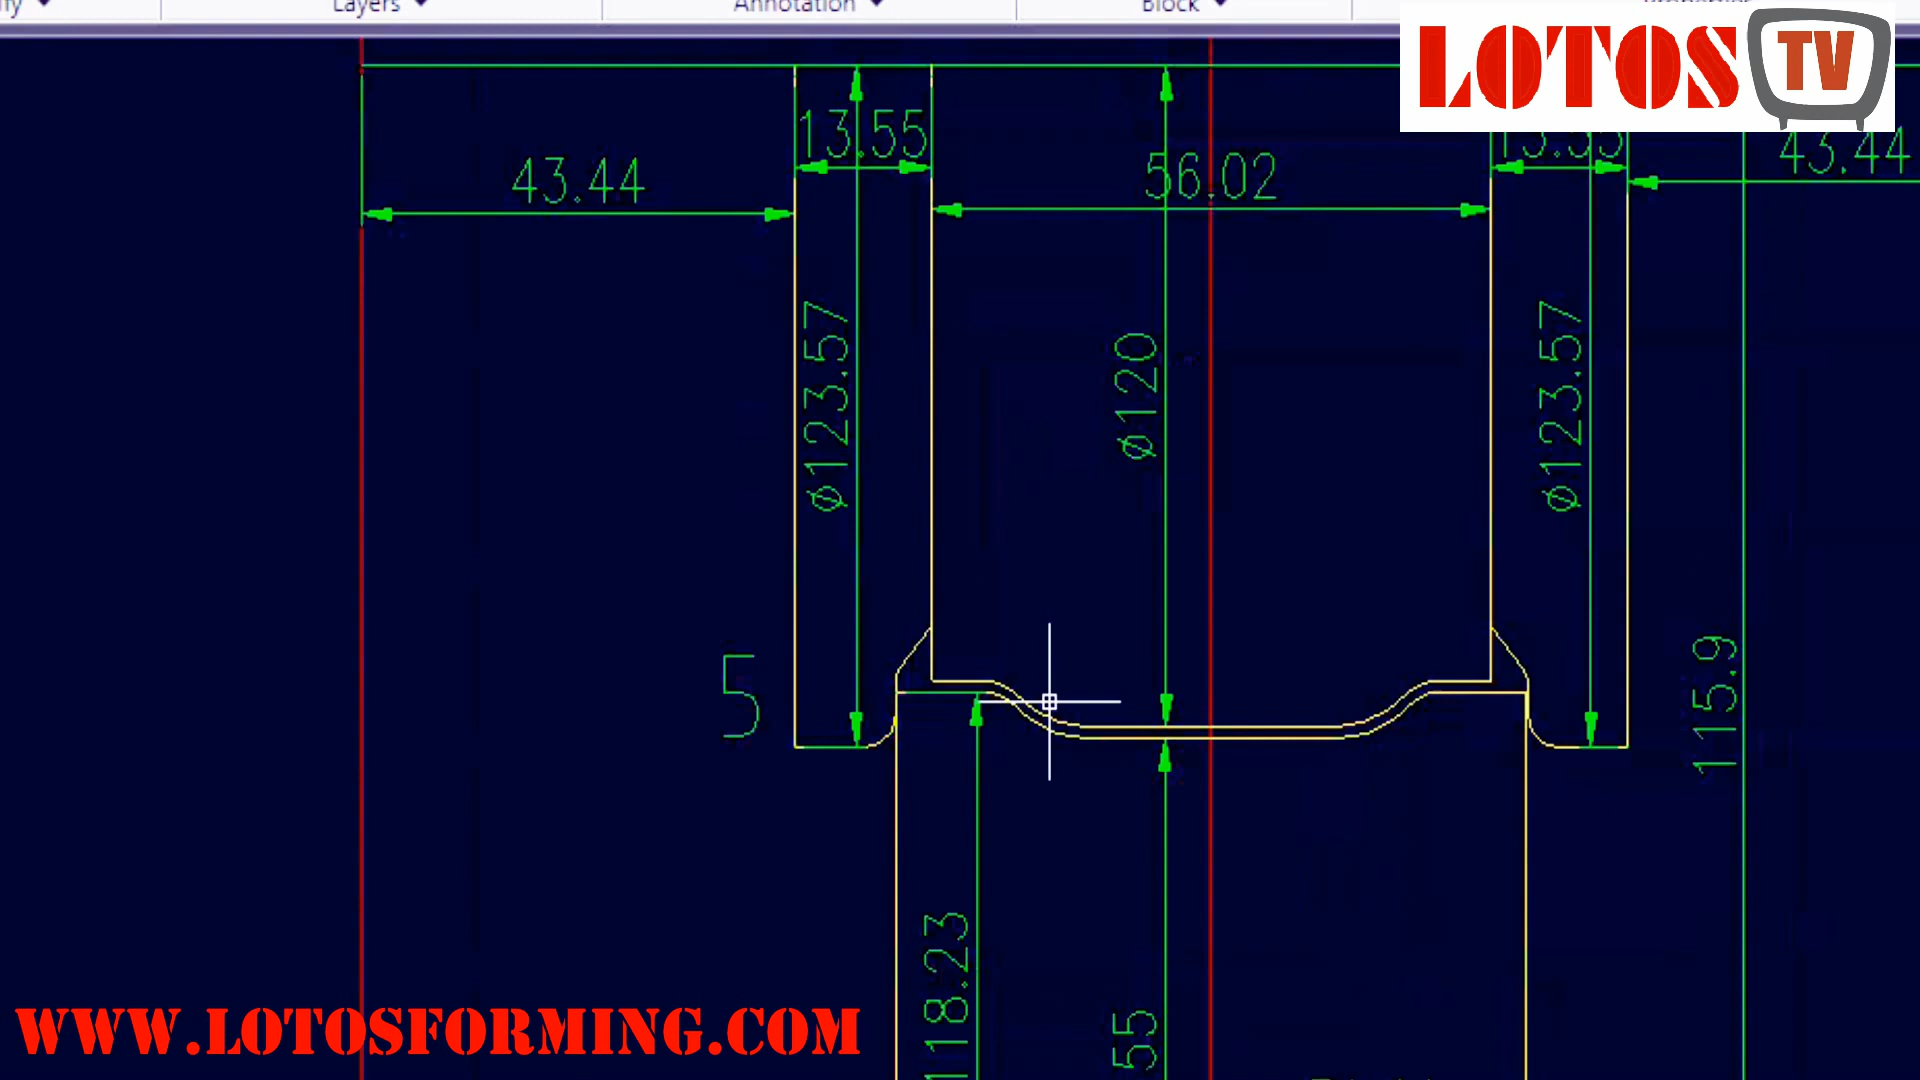 Layers
Annotation
Block
LOTOS TV
13.55
43.44
56.02
43.44
ø123.57
ø120
ø123.57
5
115.9
118.23
55
WWW.LOTOSFORMING.COM